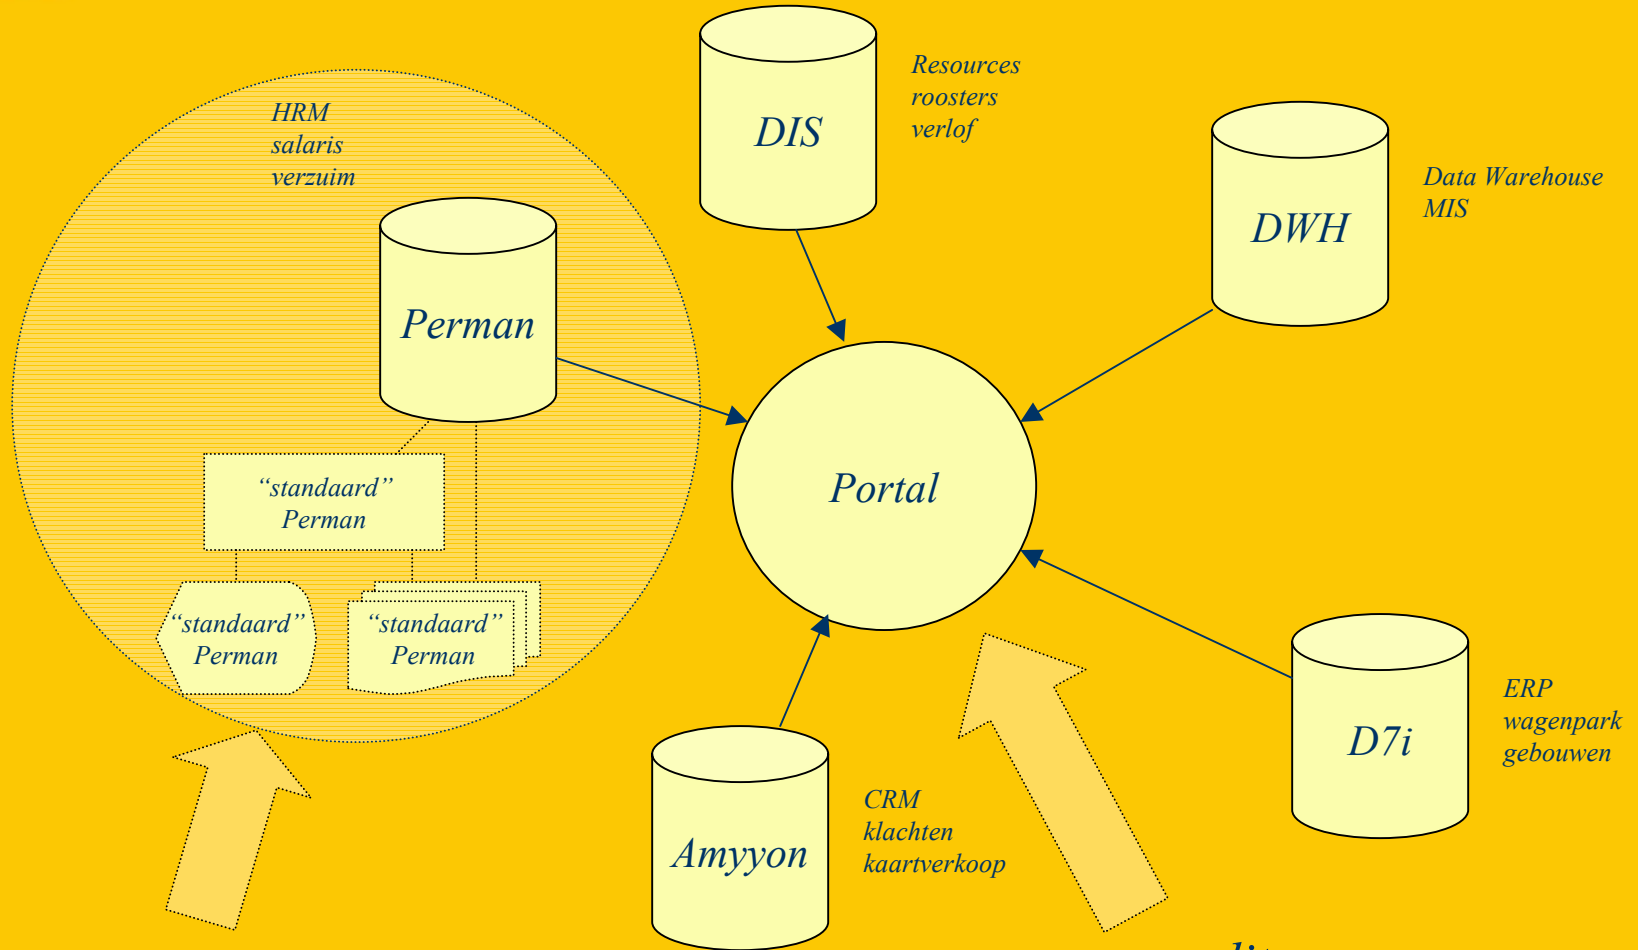 HRM
salaris
verzuim
DIS
Resources
roosters
verlof
DWH
Data Warehouse
MIS
Perman
“standaard”
Perman
“standaard”
Perman
“standaard”
Perman
Portal
Amyyon
CRM
klachten
kaartverkoop
D7i
ERP
wagenpark
gebouwen